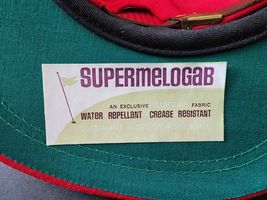 SUPERMELOGAB
AN EXCLUSIVE FABRIC
WATER REPELLENT CREASE RESISTANT